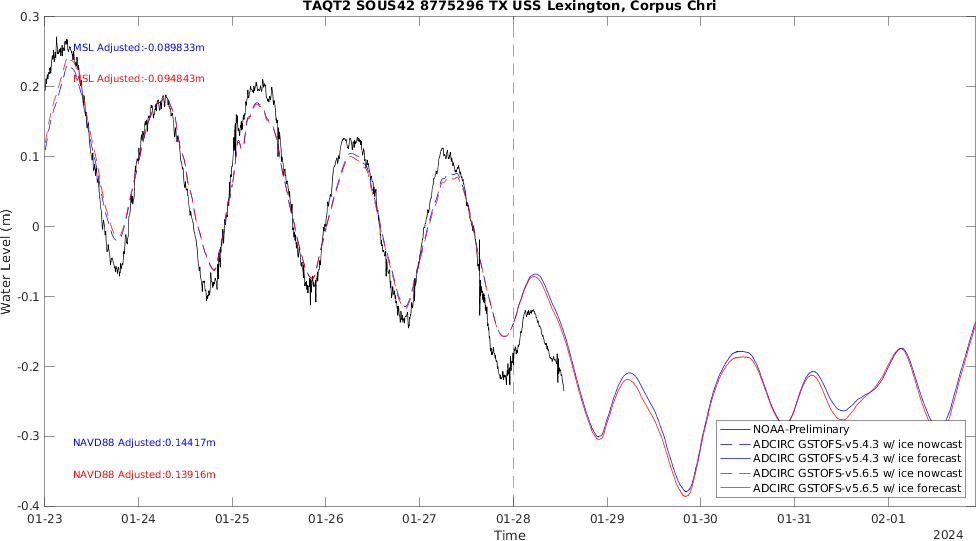 TAQT2 SOUS42 8775296 TX USS Lexington, Corpus Chri
0.3
0.2
0.1
0
-0.1
-0.2
-0.3
-0.4
Water Level (m)
MSL Adjusted:-0.089833m
MSL Adjusted:-0.094843m
NAVD88 Adjusted:0.14417m
NAVD88 Adjusted:0.13916m
NOAA-Preliminary
ADCIRC GSTOFS-v5.4.3 w/ ice nowcast
ADCIRC GSTOFS-v5.4.3 w/ ice forecast
ADCIRC GSTOFS-v5.6.5 w/ ice nowcast
ADCIRC GSTOFS-v5.6.5 w/ ice forecast
01-23 01-24 01-25 01-26 01-27 01-28 01-29 01-30 01-31 02-01
Time
2024